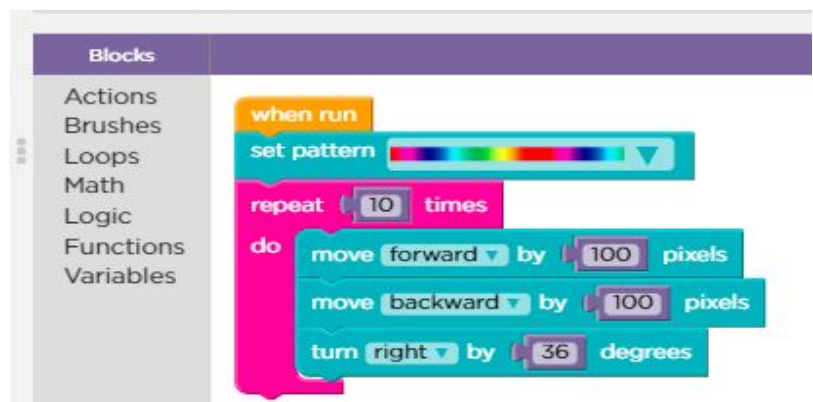 Blocks
Actions
Brushes
Loops
Math
Logic
Functions
Variables
when run
set pattern
repeat 10 times
do
move forward by 100 pixels
move backward by 100 pixels
turn right by 36 degrees